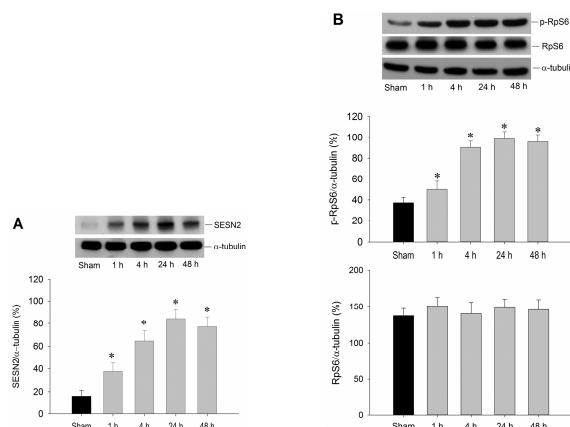 A
SESN2
α-tubulin
Sham 1 h 4 h 24 h 48 h
SESN2/α-tubulin (%)
120
100
80
60
40
20
0
*
*
*
*
Sham 1 h 4 h 24 h 48 h
B
p-RpS6
RpS6
α-tubuli
Sham 1 h 4 h 24 h 48 h
p-RpS6/α-tubulin (%)
120
100
80
60
40
20
0
*
*
*
*
Sham 1 h 4 h 24 h 48 h
RpS6/α-tubulin (%)
200
150
100
50
0
Sham 1 h 4 h 24 h 48 h